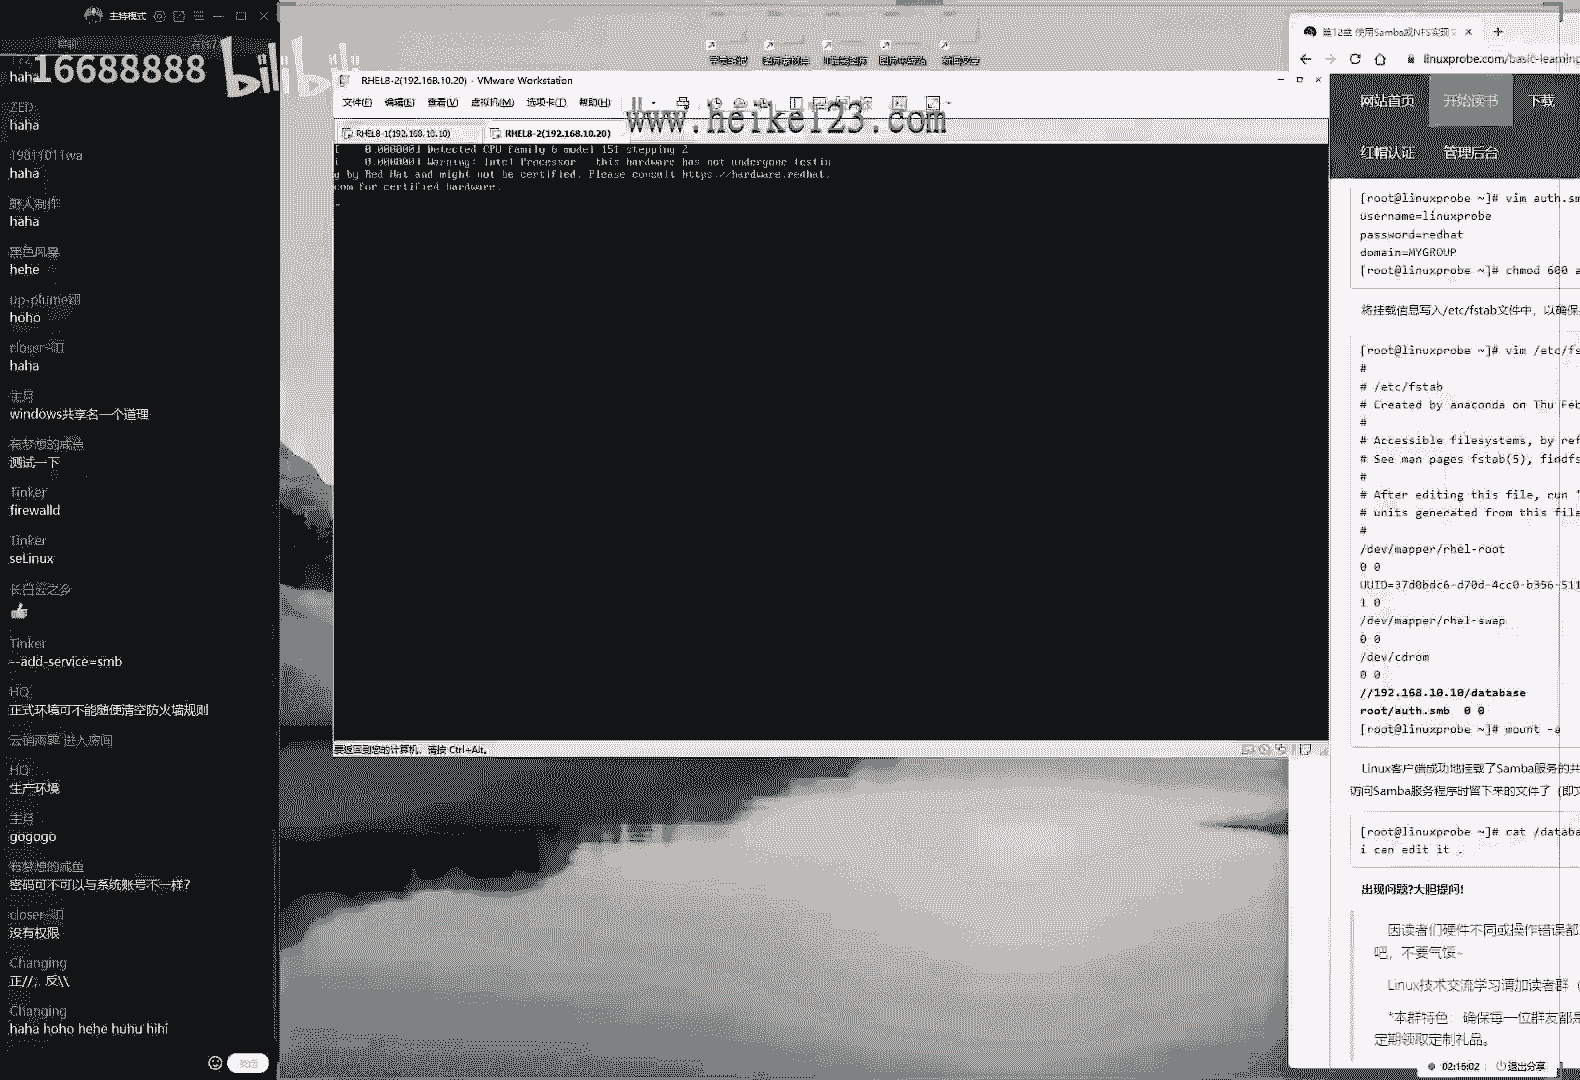 主持模式
16688888
bilibili
haha
ZED
haha
haha
野人制作
haha
黑色风暴
hehe
hoho
haha
windows共享名一个道理
有梦想的咸鱼
测试一下
Tinker
firewalld
Tinker
seLinux
长白云之乡
Tinker
--add-service=smb
HQ
正式环境可不能随便清空防火墙规则
进入房间
HQ
生产环境
gogogo
有梦想的咸鱼
密码可不可以与系统账号不一样?
没有权限
Changing
正//，反\\
Changing
haha hoho hehe huhu hihi
RHEL8-2(192.168.10.20) - VMware Workstation
文件(F) 编辑(E) 查看(V) 虚拟机(M) 选项卡(T) 帮助(H)
www.heike123.com
RHEL8-1(192.168.10.10)
RHEL8-2(192.168.10.20)
[    0.000000] Detected CPU family 6 model 151 stepping 2
[    0.000000] Warning: Intel Processor - this hardware has not undergone testin
g by Red Hat and might not be certified. Please consult https://hardware.redhat.
com for certified hardware.
要返回到您的计算机，请按 Ctrl+Alt。
第12章 使用Samba或NFS实现
linuxprobe.com/basic-learning
网站首页 开始读书 下载
红帽认证 管理后台
[root@linuxprobe ~]# vim auth.sm
username=linuxprobe
password=redhat
domain=MYGROUP
[root@linuxprobe ~]# chmod 600 a
将挂载信息写入/etc/fstab文件中，以确保
[root@linuxprobe ~]# vim /etc/fs
#
# /etc/fstab
# Created by anaconda on Thu Feb
#
# Accessible filesystems, by ref
# See man pages fstab(5), findfs
#
# After editing this file, run '
# units generated from this file
#
/dev/mapper/rhel-root
0 0
UUID=37d0bdc6-d70d-4cc0-b356-511
1 0
/dev/mapper/rhel-swap
0 0
/dev/cdrom
0 0
//192.168.10.10/database
root/auth.smb 0 0
[root@linuxprobe ~]# mount -a
Linux客户端成功地挂载了Samba服务的共
访问Samba服务程序时留下来的文件了（即文
[root@linuxprobe ~]# cat /databa
i can edit it .
出现问题?大胆提问!
因读者们硬件不同或操作错误都
吧，不要气馁~
Linux技术交流学习请加读者群（
*本群特色：确保每一位群友都是
定期领取定制礼品。
02:15:02 退出分享